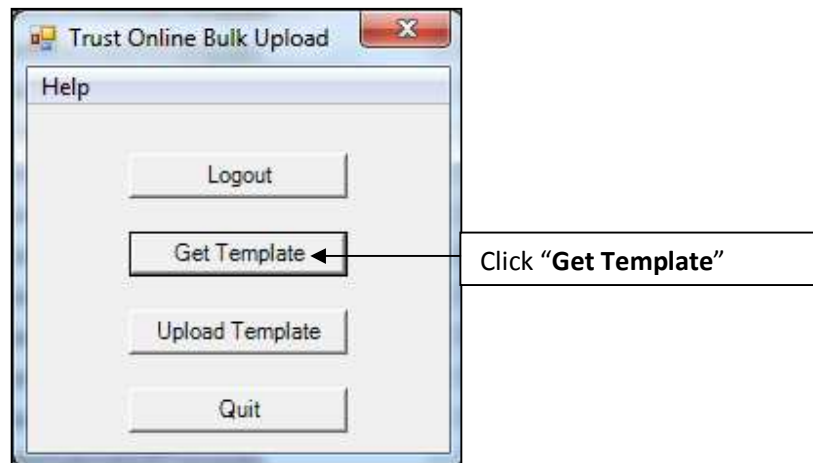 Trust Online Bulk Upload
Help
Logout
Get Template
Click “Get Template”
Upload Template
Quit